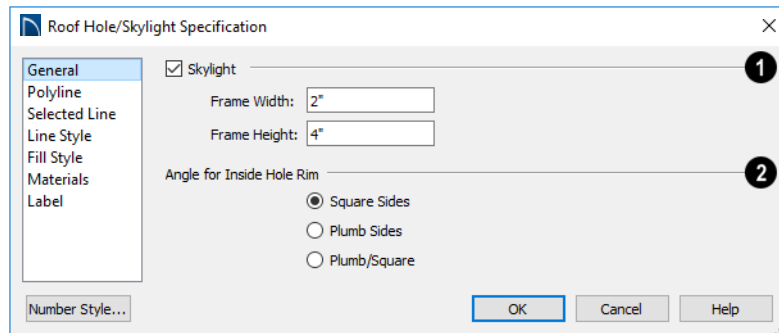 Roof Hole/Skylight Specification
General
Polyline
Selected Line
Line Style
Fill Style
Materials
Label
Skylight
1
Frame Width: 2"
Frame Height: 4"
Angle for Inside Hole Rim
2
Square Sides
Plumb Sides
Plumb/Square
Number Style...
OK
Cancel
Help